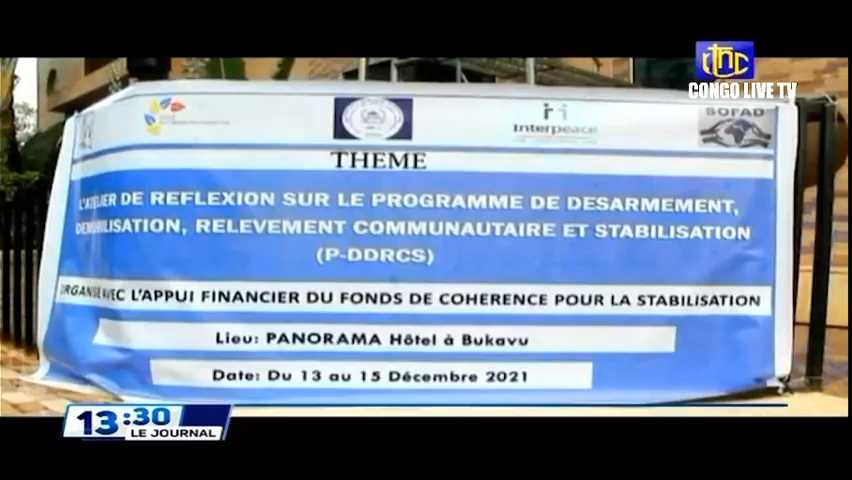 CONGO LIVE TV
Interpeace
SOFAD
THEME
L'ATELIER DE REFLEXION SUR LE PROGRAMME DE DESARMEMENT,
DEMOBILISATION, RELEVEMENT COMMUNAUTAIRE ET STABILISATION
(P-DDRCS)
ORGANISE AVEC L'APPUI FINANCIER DU FONDS DE COHERENCE POUR LA STABILISATION
Lieu: PANORAMA Hôtel à Bukavu
Date: Du 13 au 15 Décembre 2021
13:30
LE JOURNAL